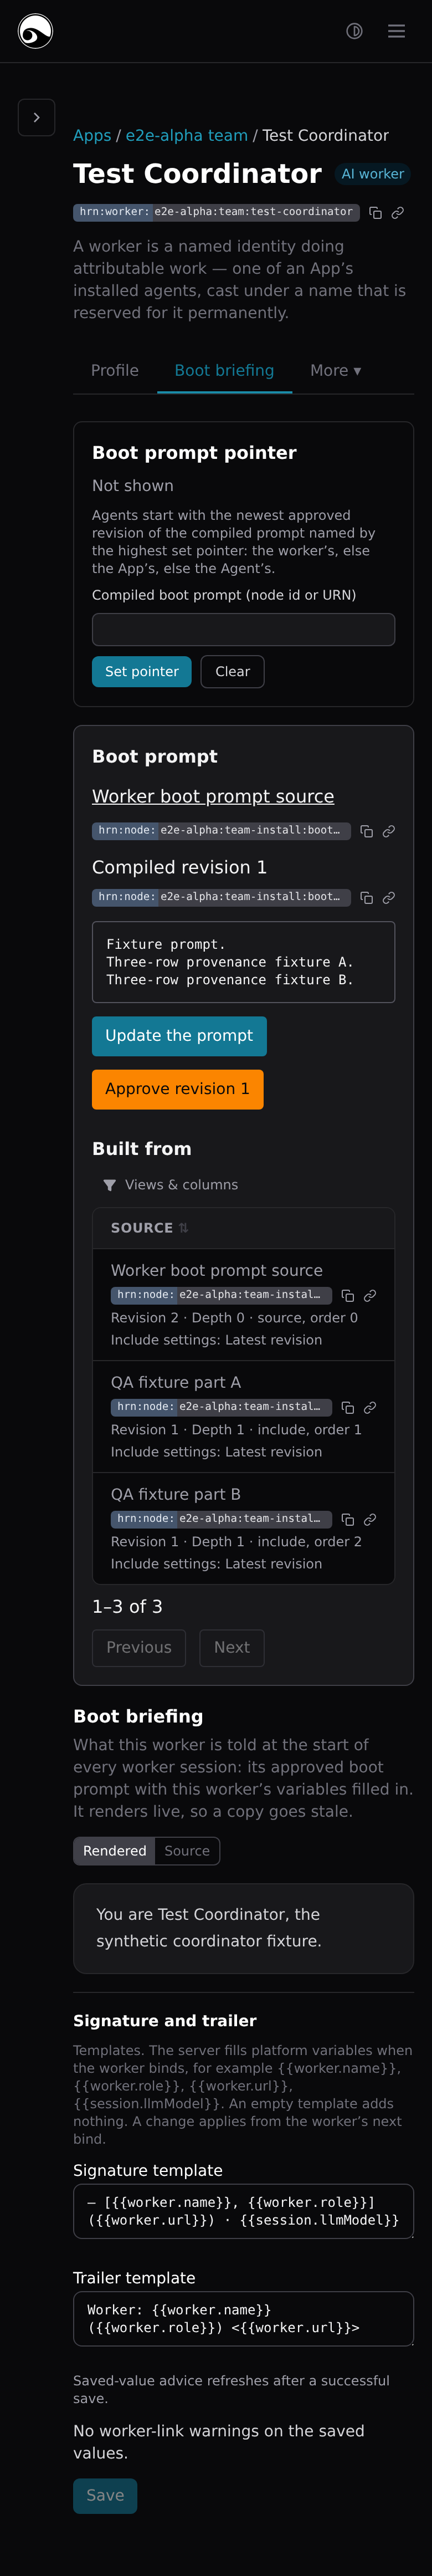 Apps / e2e-alpha team / Test Coordinator
Test Coordinator AI worker
hrn:worker: e2e-alpha:team:test-coordinator
A worker is a named identity doing
attributable work — one of an App’s
installed agents, cast under a name that is
reserved for it permanently.
Profile Boot briefing More ▾
Boot prompt pointer
Not shown
Agents start with the newest approved
revision of the compiled prompt named by
the highest set pointer: the worker’s, else
the App’s, else the Agent’s.
Compiled boot prompt (node id or URN)
Set pointer Clear
Boot prompt
Worker boot prompt source
hrn:node: e2e-alpha:team-install:boot…
Compiled revision 1
hrn:node: e2e-alpha:team-install:boot…
Fixture prompt.
Three-row provenance fixture A.
Three-row provenance fixture B.
Update the prompt
Approve revision 1
Built from
Views & columns
SOURCE ⇅
Worker boot prompt source
hrn:node: e2e-alpha:team-instal…
Revision 2 · Depth 0 · source, order 0
Include settings: Latest revision
QA fixture part A
hrn:node: e2e-alpha:team-instal…
Revision 1 · Depth 1 · include, order 1
Include settings: Latest revision
QA fixture part B
hrn:node: e2e-alpha:team-instal…
Revision 1 · Depth 1 · include, order 2
Include settings: Latest revision
1–3 of 3
Previous Next
Boot briefing
What this worker is told at the start of
every worker session: its approved boot
prompt with this worker’s variables filled in.
It renders live, so a copy goes stale.
Rendered Source
You are Test Coordinator, the
synthetic coordinator fixture.
Signature and trailer
Templates. The server fills platform variables when
the worker binds, for example {{worker.name}},
{{worker.role}}, {{worker.url}},
{{session.llmModel}}. An empty template adds
nothing. A change applies from the worker’s next
bind.
Signature template
— [{{worker.name}}, {{worker.role}}]
({{worker.url}}) · {{session.llmModel}}
Trailer template
Worker: {{worker.name}}
({{worker.role}}) <{{worker.url}}>
Saved-value advice refreshes after a successful
save.
No worker-link warnings on the saved
values.
Save